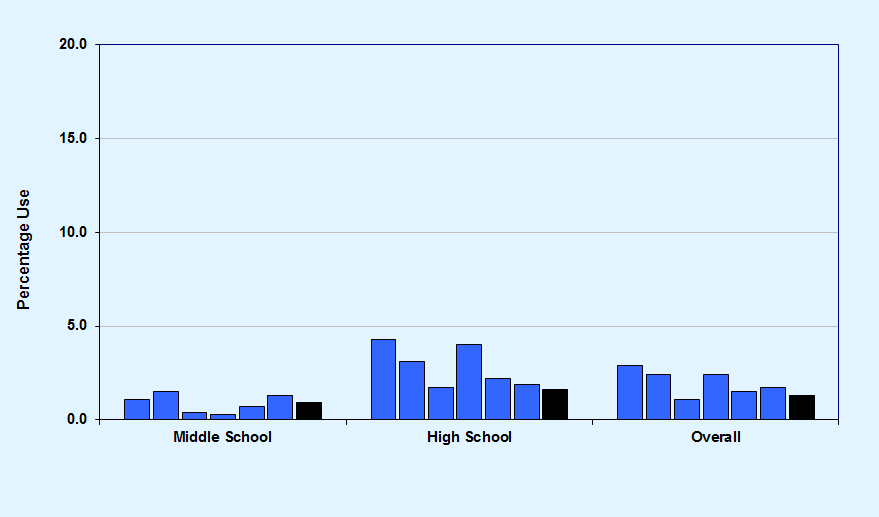 20.0
15.0
10.0
5.0
0.0
Percentage Use
Middle School
High School
Overall